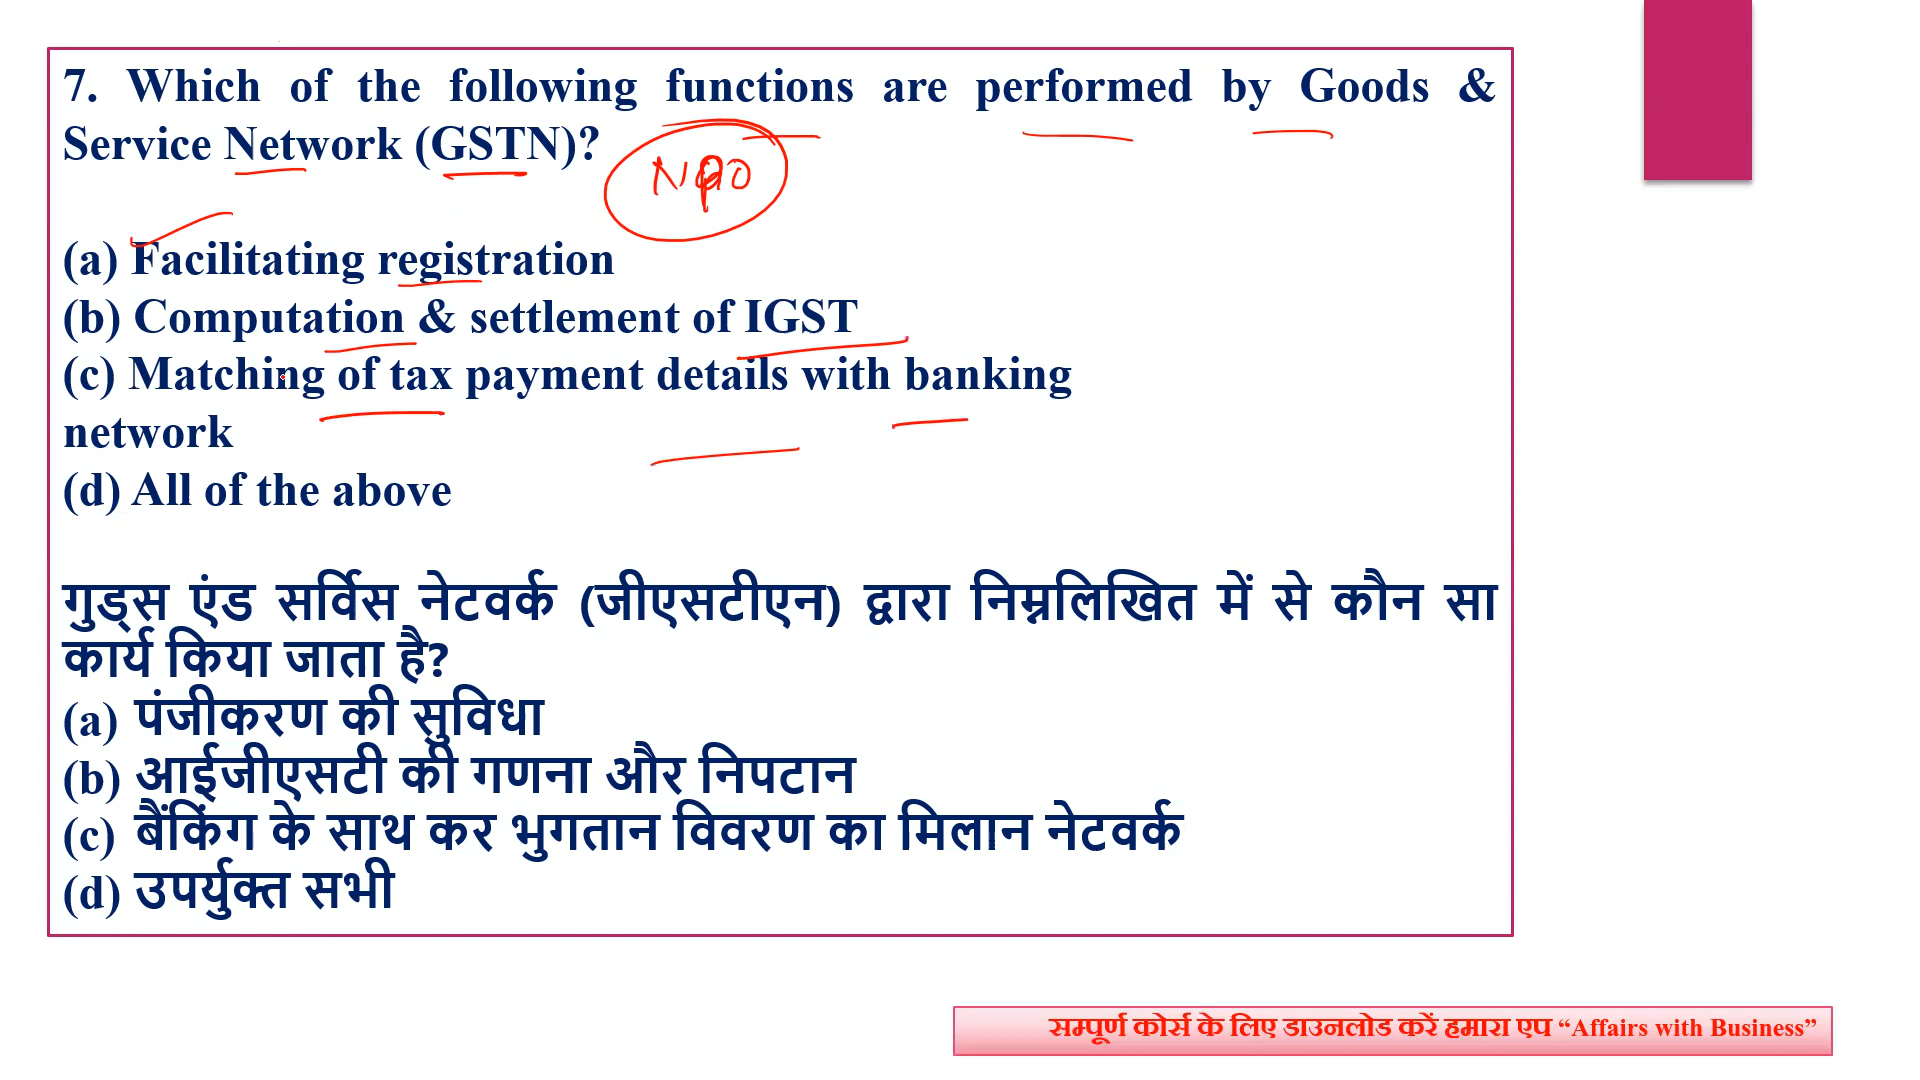 7. Which of the following functions are performed by Goods &
Service Network (GSTN)?
(a) Facilitating registration
(b) Computation & settlement of IGST
(c) Matching of tax payment details with banking
network
(d) All of the above
गुड्स एंड सर्विस नेटवर्क (जीएसटीएन) द्वारा निम्नलिखित में से कौन सा
कार्य किया जाता है?
(a) पंजीकरण की सुविधा
(b) आईजीएसटी की गणना और निपटान
(c) बैंकिंग के साथ कर भुगतान विवरण का मिलान नेटवर्क
(d) उपर्युक्त सभी
सम्पूर्ण कोर्स के लिए डाउनलोड करें हमारा एप “Affairs with Business”